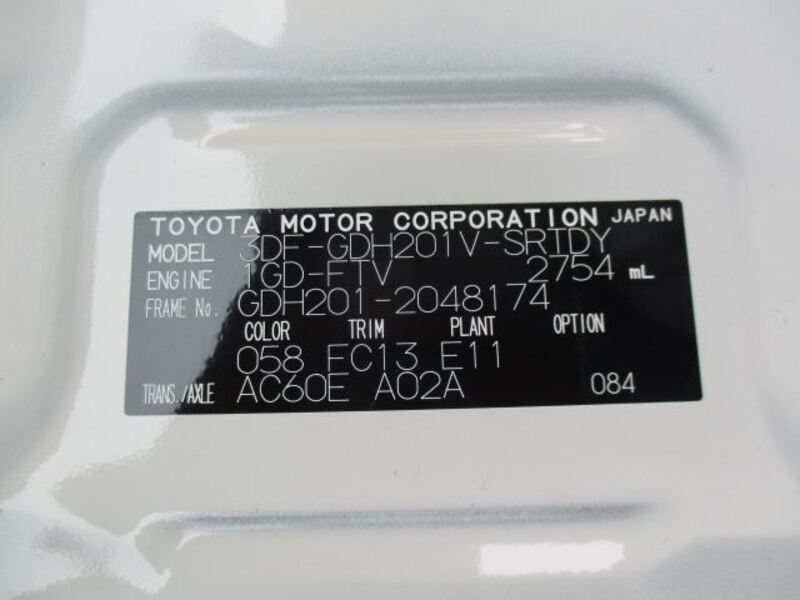 TOYOTA MOTOR CORPORATION JAPAN
MODEL 3DF-GDH201V-SRTDY
ENGINE 1GD-FTV 2754 mL
FRAME No. GDH201-2048174
COLOR TRIM PLANT OPTION
058 FC13 E11
TRANS./AXLE AC60E A02A 084